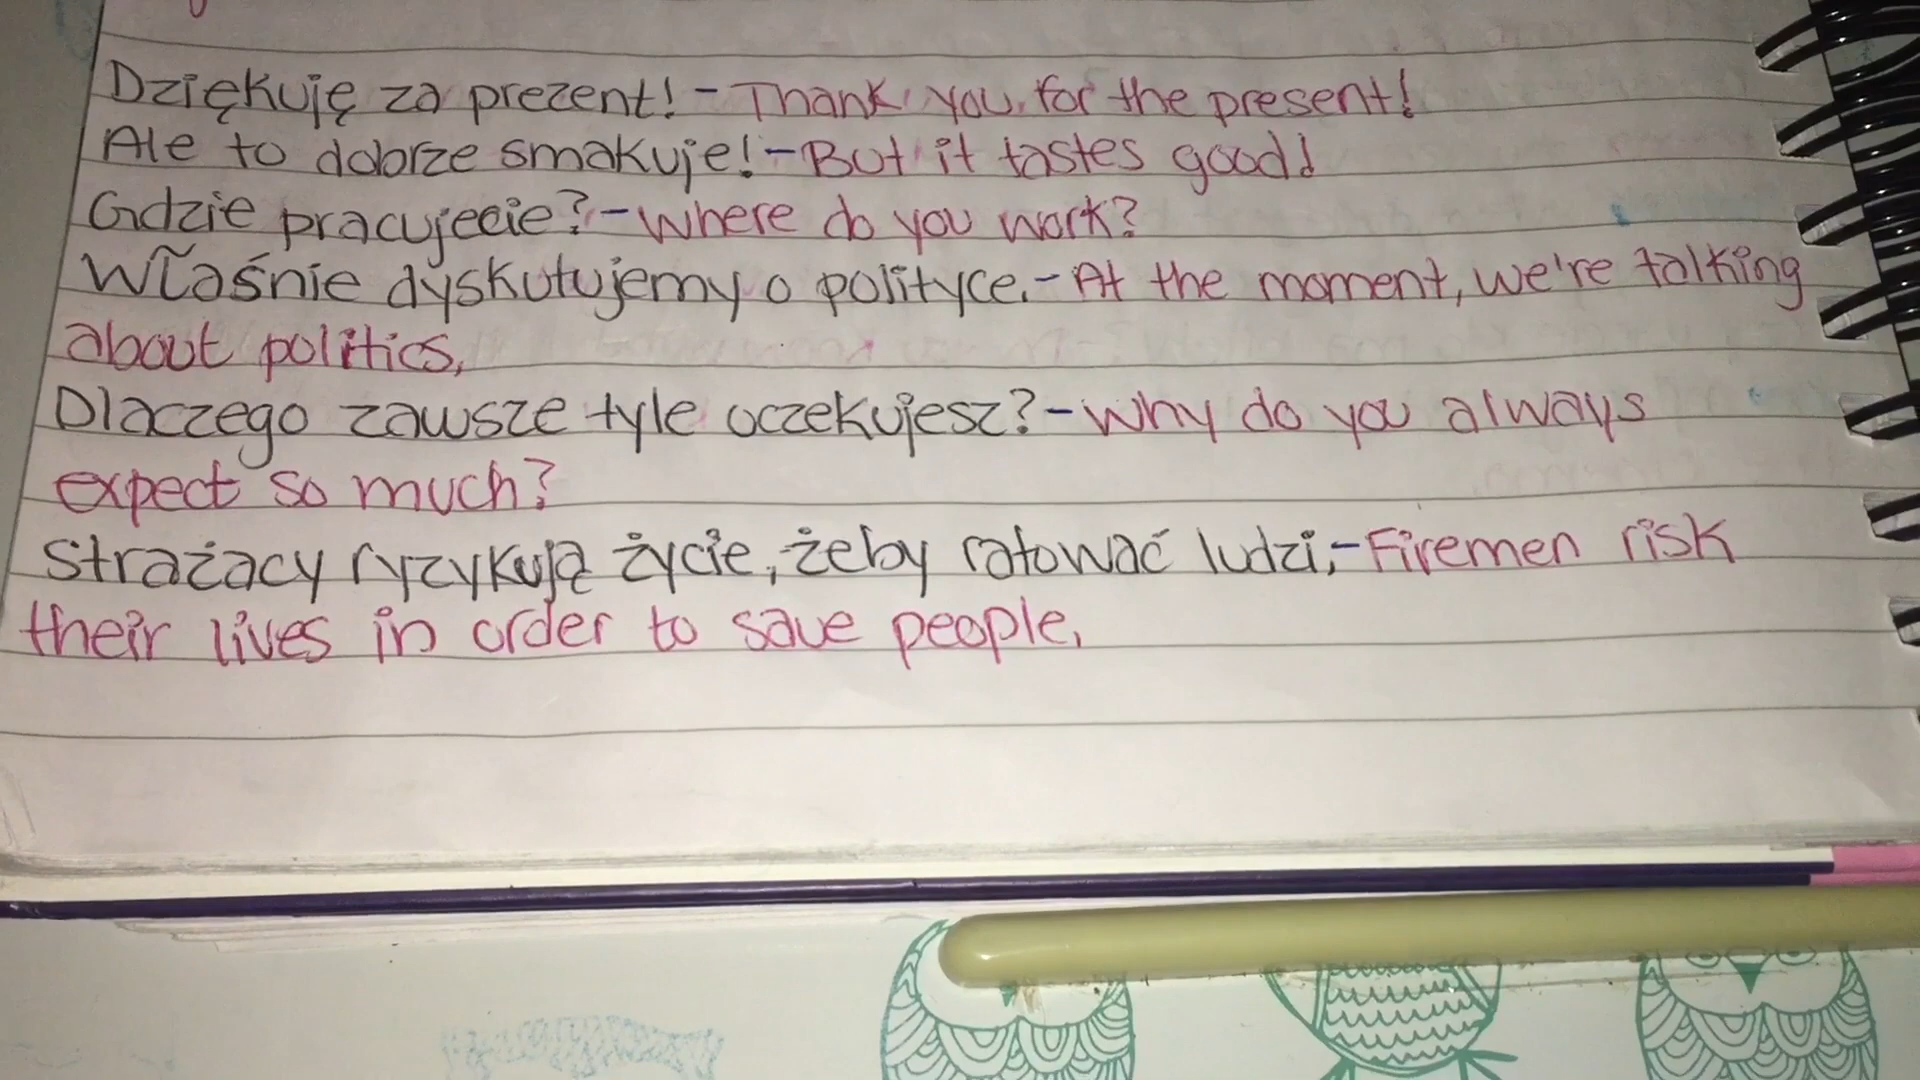 Dziękuję za prezent! - Thank you for the present!
Ale to dobrze smakuje! - But it tastes good!
Gdzie pracujecie? - Where do you work?
Właśnie dyskutujemy o polityce. - At the moment, we're talking
about politics.
Dlaczego zawsze tyle oczekujesz? - Why do you always
expect so much?
Strażacy ryzykują życie, żeby ratować ludzi. - Firemen risk
their lives in order to save people.